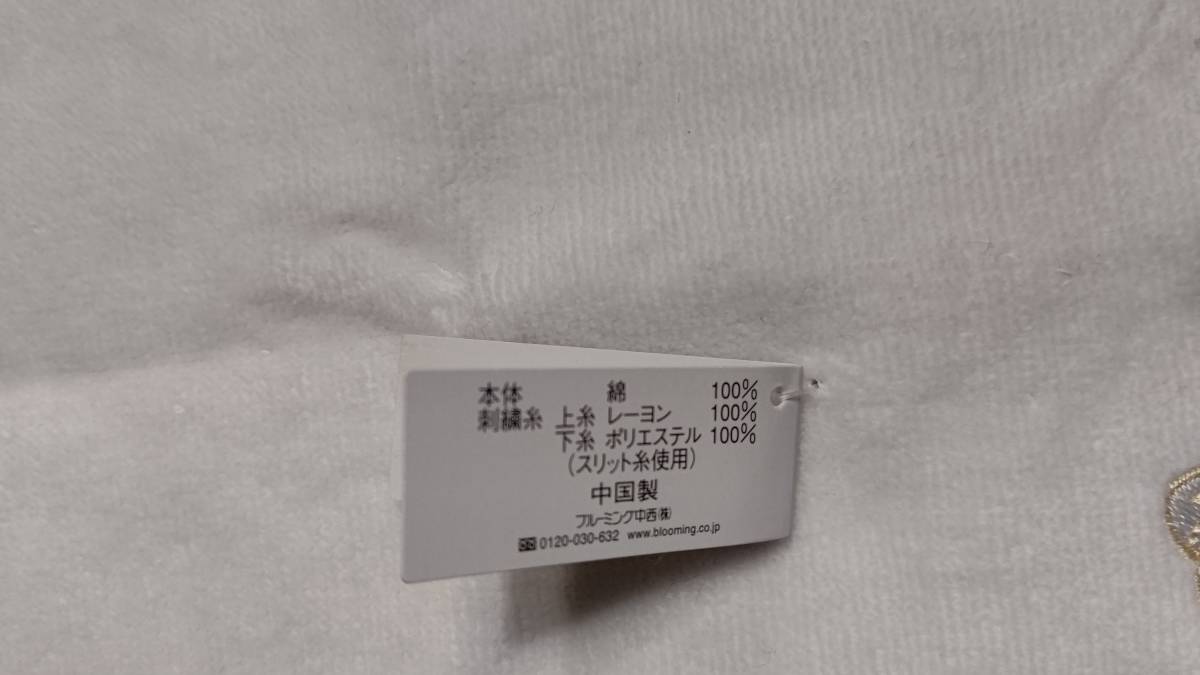 本体 綿 100%
刺繍糸 上糸 レーヨン 100%
下糸 ポリエステル 100%
(スリット糸使用)
中国製
ブルーミング中西(株)
0120-030-632 www.blooming.co.jp